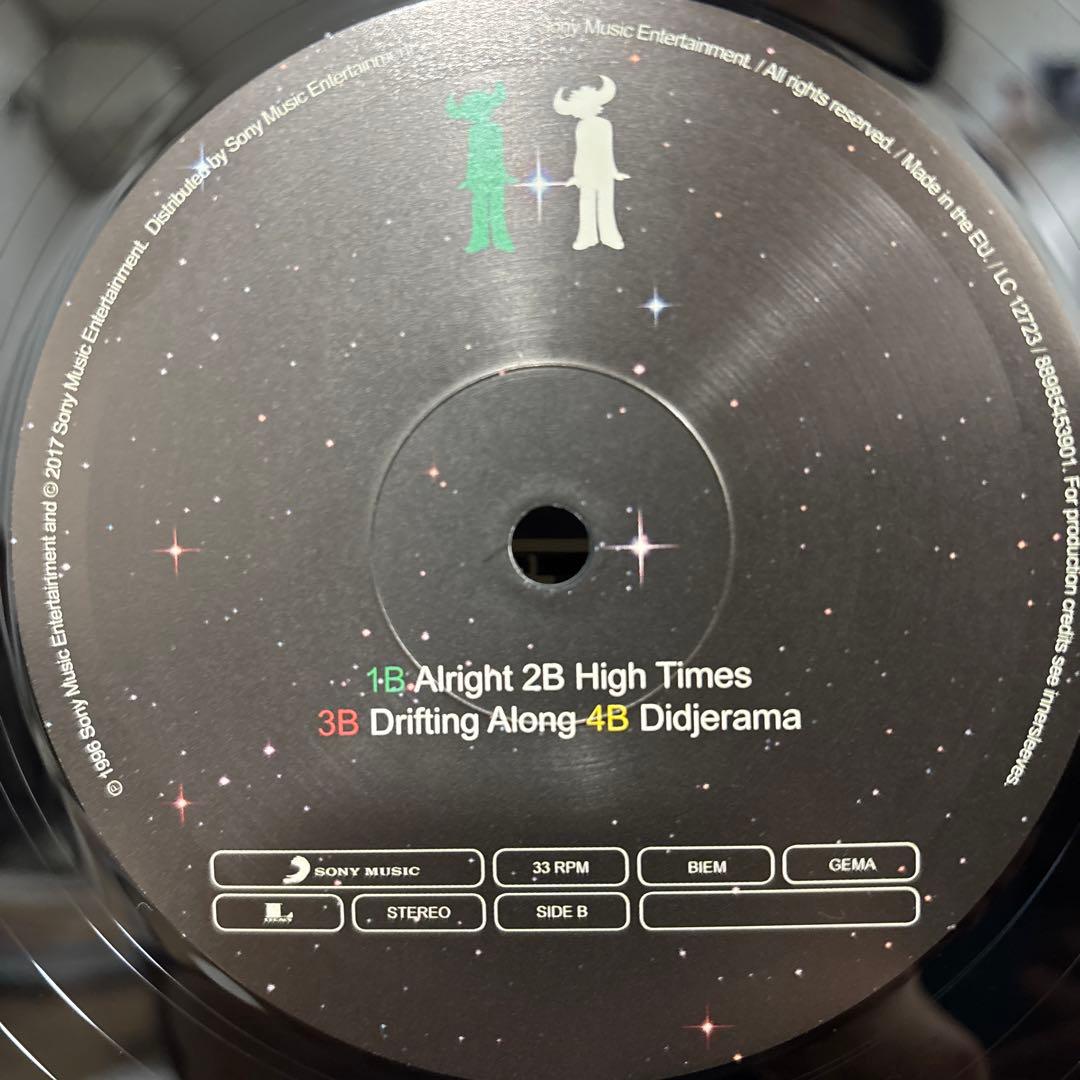 ℗ 1996 Sony Music Entertainment and © 2017 Sony Music Entertainment. Distributed by Sony Music Entertainment. Sony Music Entertainment. / All rights reserved. / Made in the EU. / LC 12723 / 88985453901. For production credits see innersleeves.
1B Alright 2B High Times
3B Drifting Along 4B Didjerama
SONY MUSIC 33 RPM BIEM GEMA
STEREO SIDE B